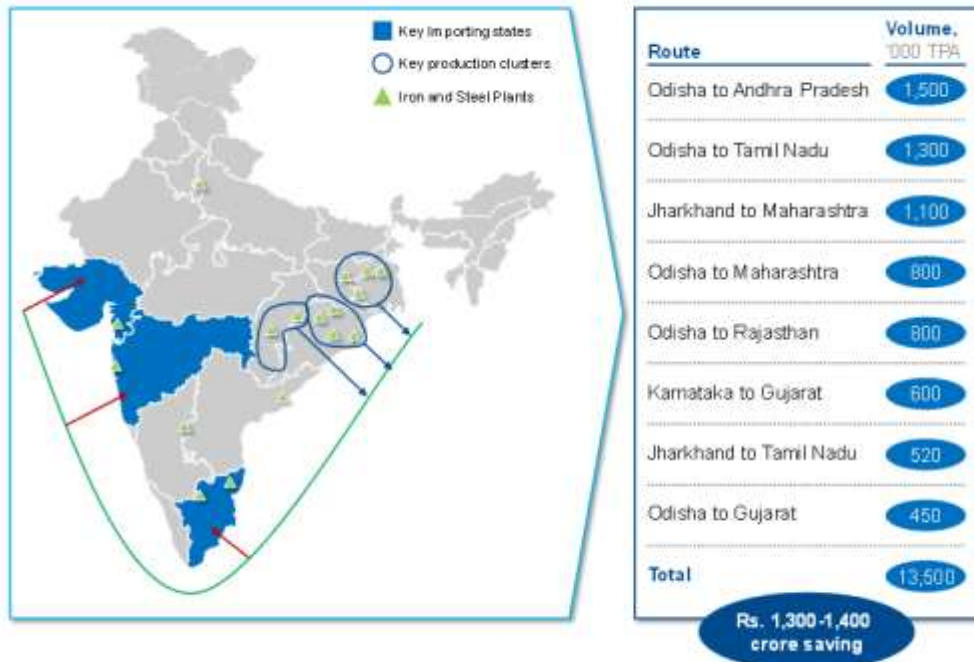 Key Importing states
Key production clusters
Iron and Steel Plants
Route
Volume,
'000 TPA
Odisha to Andhra Pradesh
1,500
Odisha to Tamil Nadu
1,300
Jharkhand to Maharashtra
1,100
Odisha to Maharashtra
800
Odisha to Rajasthan
800
Karnataka to Gujarat
600
Jharkhand to Tamil Nadu
520
Odisha to Gujarat
450
Total
13,500
Rs. 1,300-1,400
crore saving